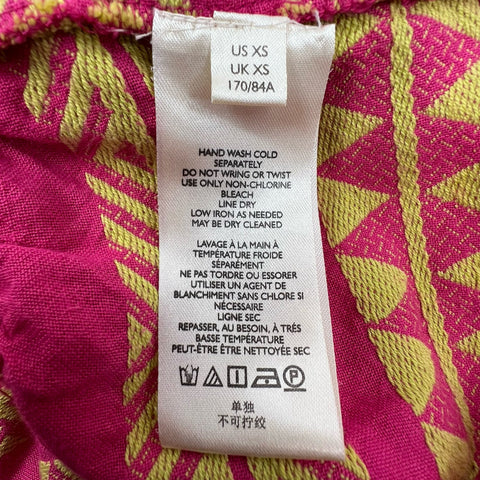 US XS
UK XS
170/84A
HAND WASH COLD
SEPARATELY
DO NOT WRING OR TWIST
USE ONLY NON-CHLORINE
BLEACH
LINE DRY
LOW IRON AS NEEDED
MAY BE DRY CLEANED
LAVAGE À LA MAIN À
TEMPÉRATURE FROIDE
SÉPARÉMENT
NE PAS TORDRE OU ESSORER
UTILISER UN AGENT DE
BLANCHIMENT SANS CHLORE SI
NÉCESSAIRE
LIGNE SEC
REPASSER, AU BESOIN, À TRÉS
BASSE TEMPÉRATURE
PEUT-ÊTRE ÊTRE NETTOYÉE SEC
P
单独
不可拧绞